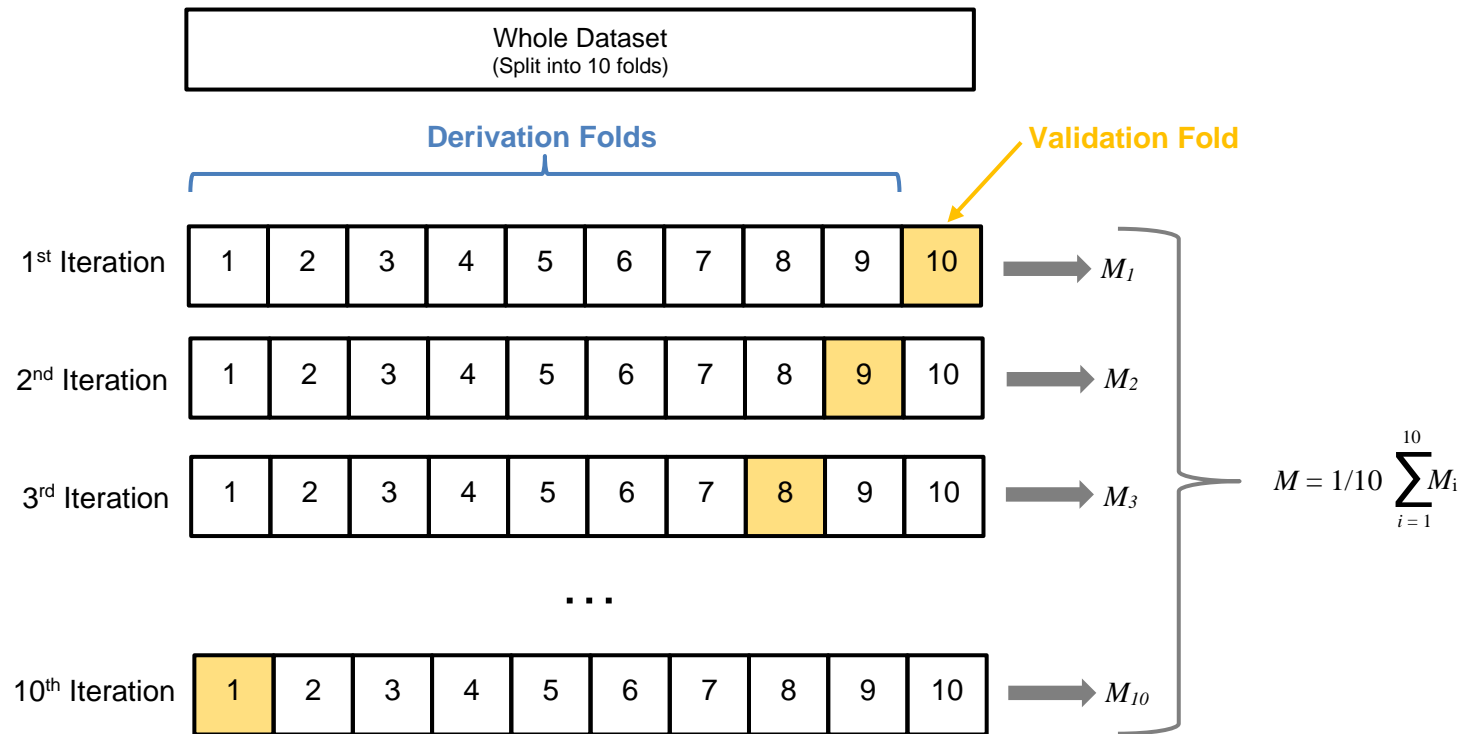 Whole Dataset
(Split into 10 folds)
Derivation Folds
Validation Fold
1st Iteration 1 2 3 4 5 6 7 8 9 10 M1
2nd Iteration 1 2 3 4 5 6 7 8 9 10 M2
3rd Iteration 1 2 3 4 5 6 7 8 9 10 M3
M = 1/10 10∑i = 1 Mi
...
10th Iteration 1 2 3 4 5 6 7 8 9 10 M10